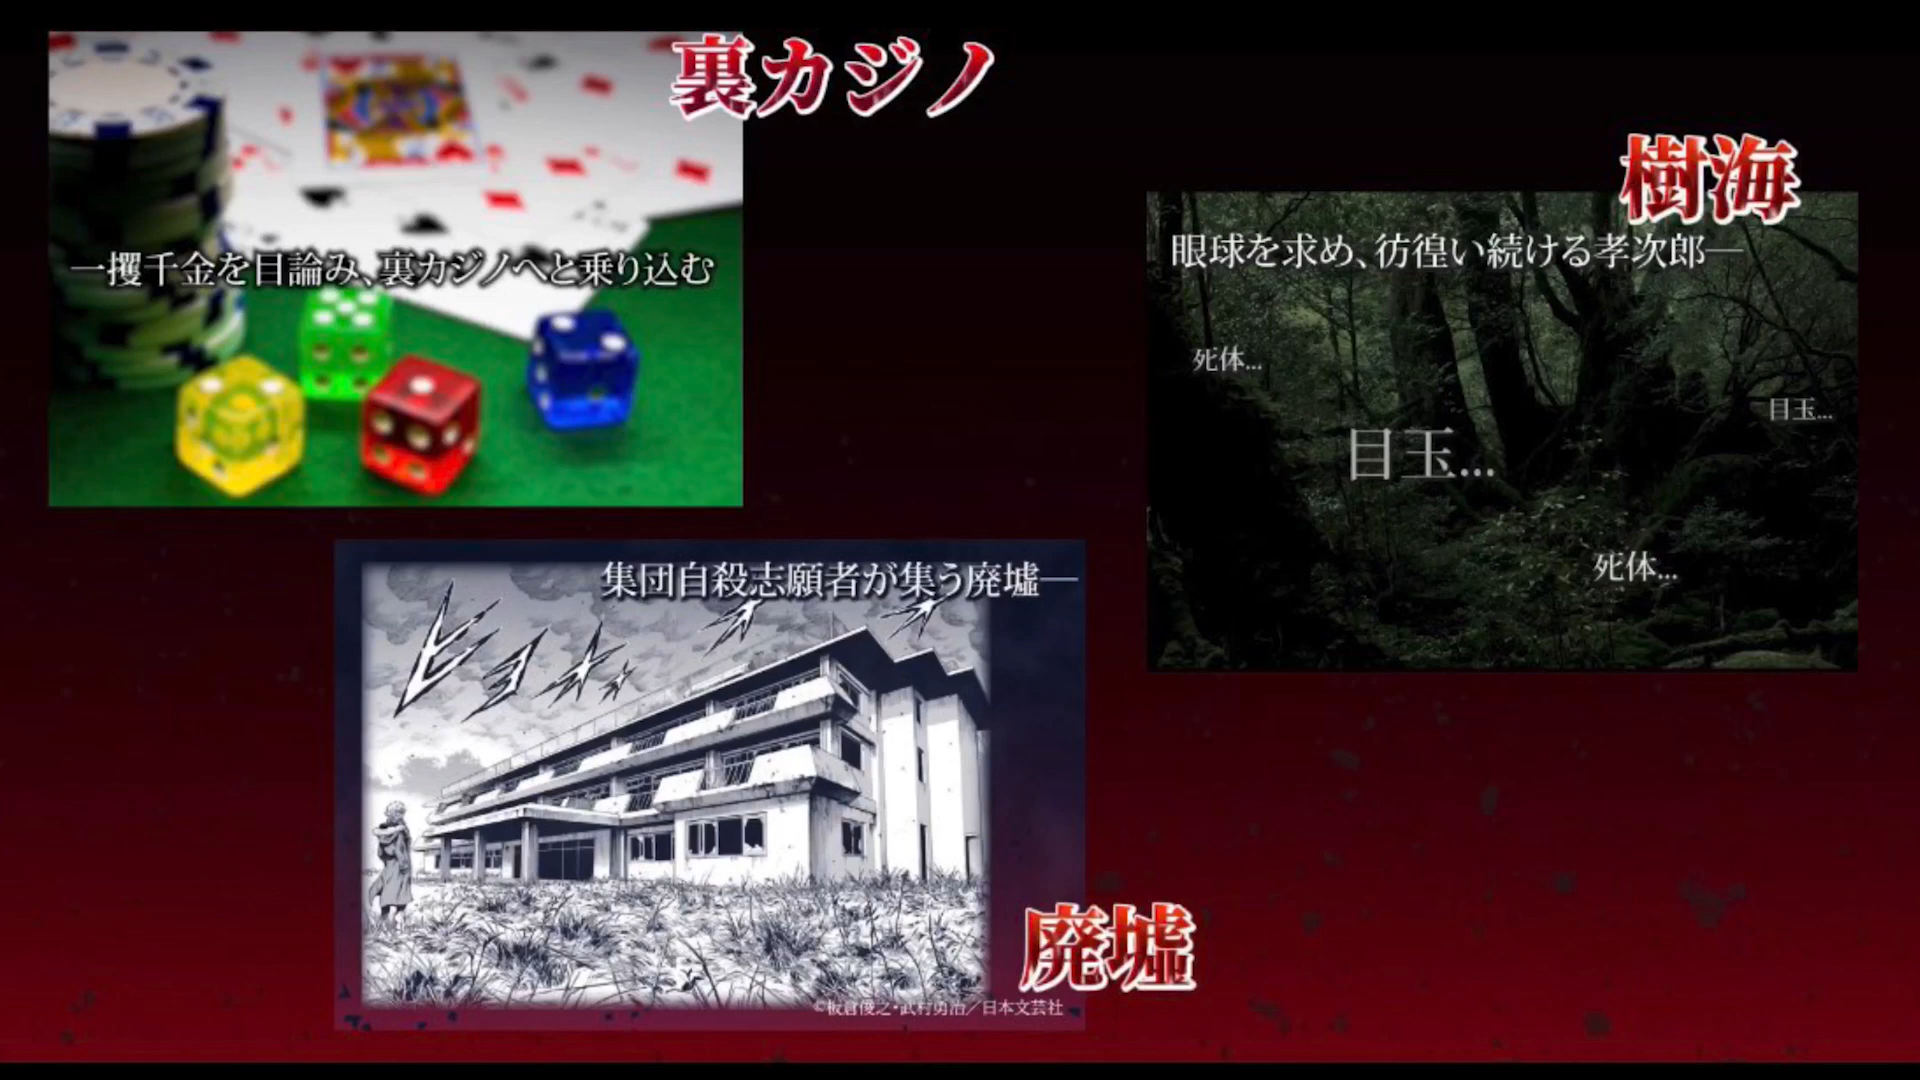 裏カジノ
一攫千金を目論み、裏カジノへと乗り込む
樹海
眼球を求め、彷徨い続ける孝次郎―
死体...
目玉...
目玉...
死体...
集団自殺志願者が集う廃墟―
ヒョォォ
廃墟
©板倉俊之・武村勇治／日本文芸社